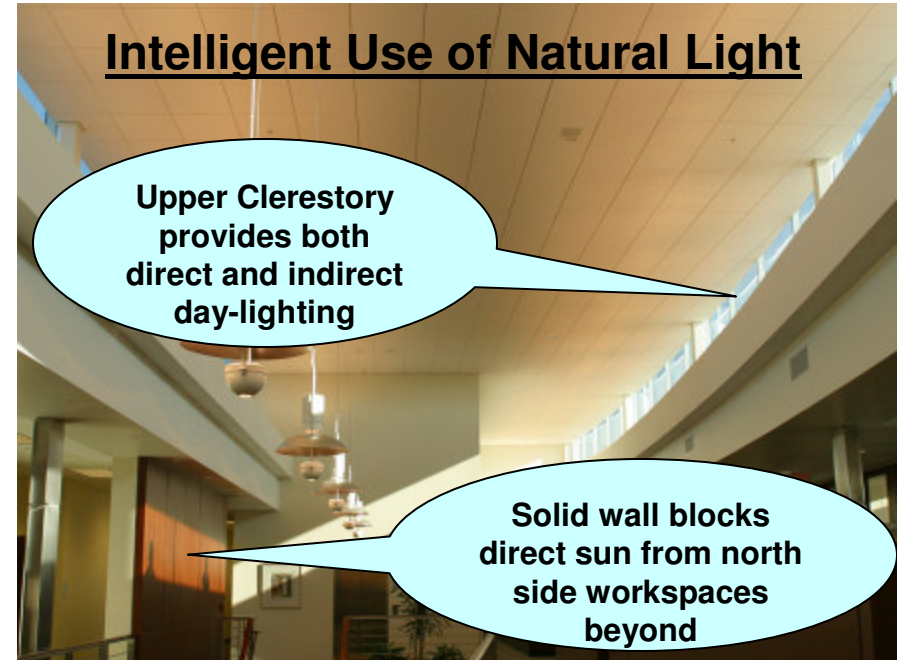 Intelligent Use of Natural Light
Upper Clerestory
provides both
direct and indirect
day-lighting
Solid wall blocks
direct sun from north
side workspaces
beyond